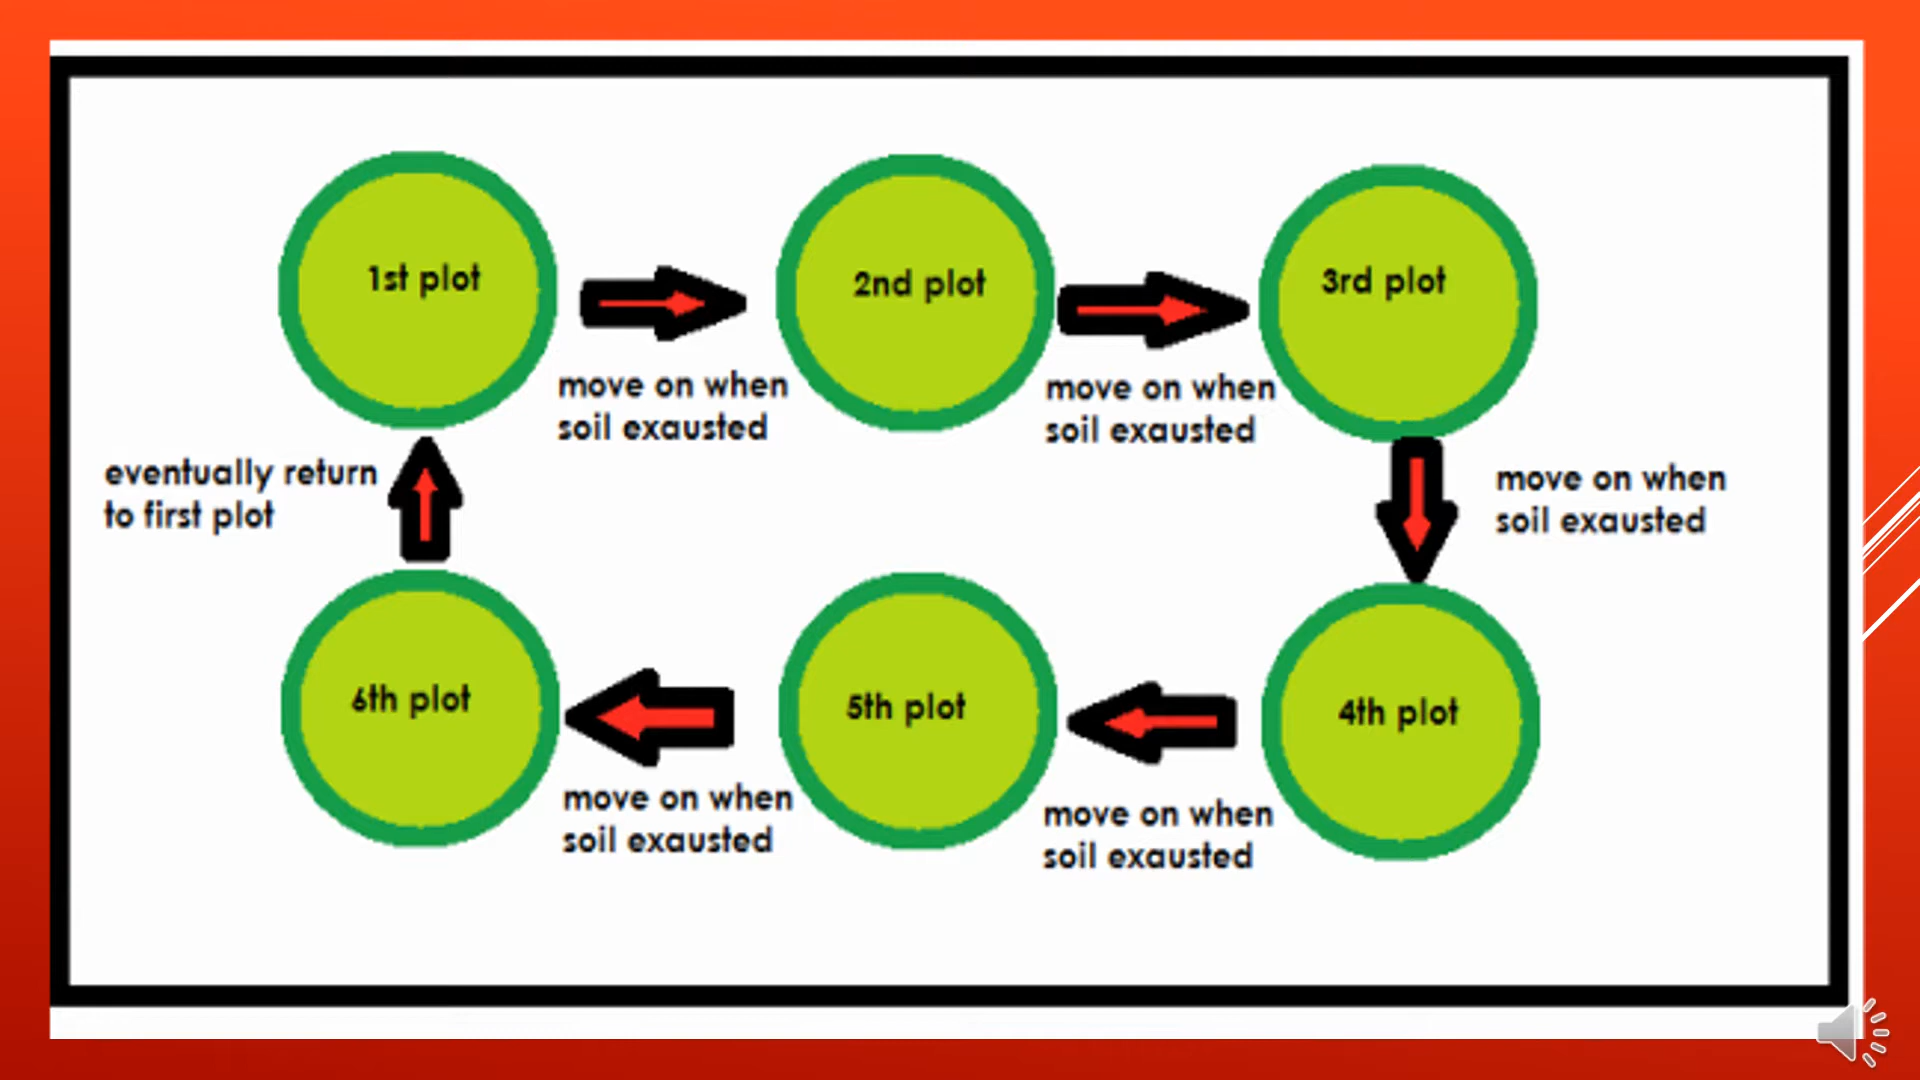 1st plot
2nd plot
3rd plot
move on when
soil exausted
move on when
soil exausted
eventually return
to first plot
move on when
soil exausted
6th plot
5th plot
4th plot
move on when
soil exausted
move on when
soil exausted